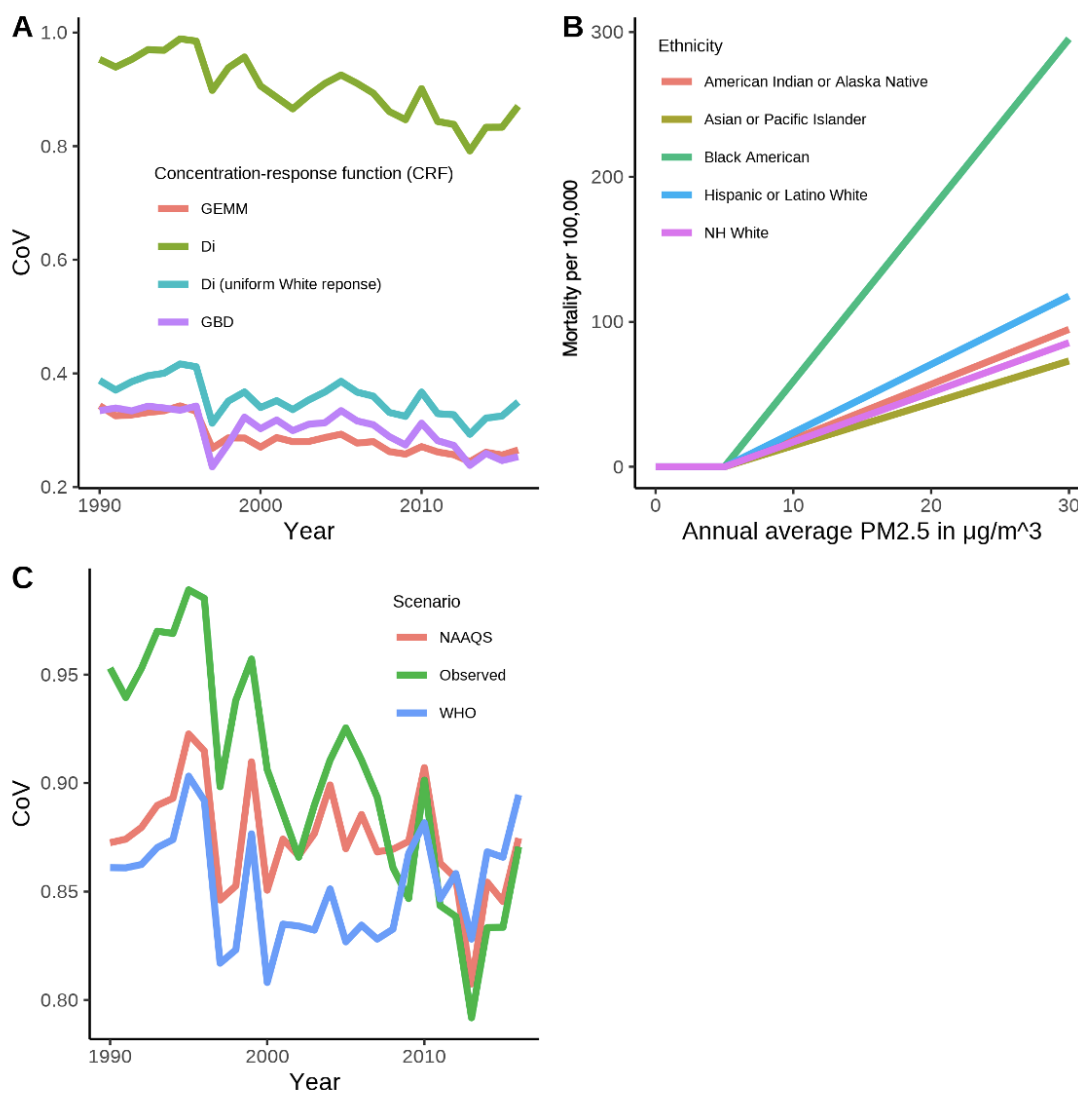 A
1.0
0.8
0.6
0.4
0.2
CoV
Concentration-response function (CRF)
GEMM
Di
Di (uniform White reponse)
GBD
1990
2000
2010
Year
B
300
200
100
0
Mortality per 100,000
Ethnicity
American Indian or Alaska Native
Asian or Pacific Islander
Black American
Hispanic or Latino White
NH White
0
10
20
30
Annual average PM2.5 in µg/m^3
C
0.95
0.90
0.85
0.80
CoV
Scenario
NAAQS
Observed
WHO
1990
2000
2010
Year